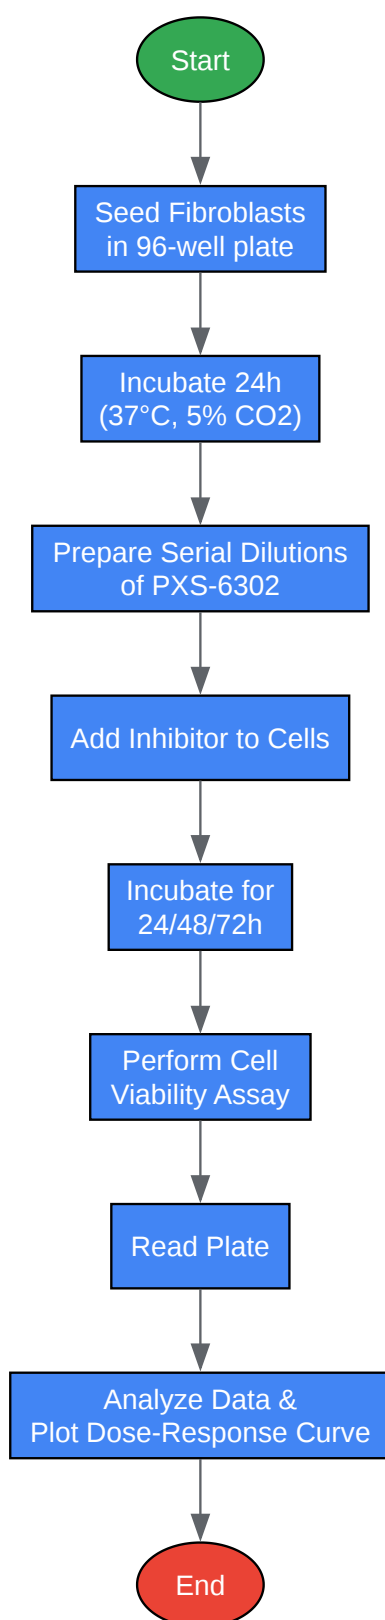 Start
Seed Fibroblasts
in 96-well plate
Incubate 24h
(37°C, 5% CO2)
Prepare Serial Dilutions
of PXS-6302
Add Inhibitor to Cells
Incubate for
24/48/72h
Perform Cell
Viability Assay
Read Plate
Analyze Data &
Plot Dose-Response Curve
End